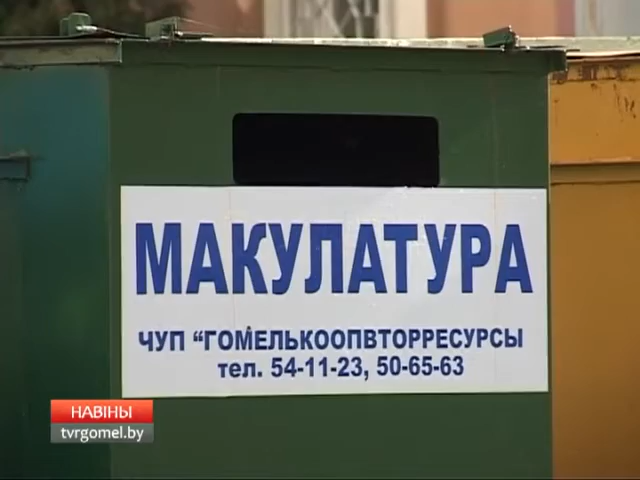 МАКУЛАТУРА
ЧУП "ГОМЕЛЬКООПВТОРРЕСУРСЫ
тел. 54-11-23, 50-65-63
НАВІНЫ
tvrgomel.by